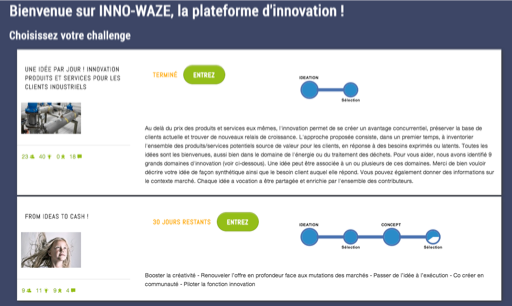 Bienvenue sur INNO-WAZE, la plateforme d'innovation !
Choisissez votre challenge
UNE IDÉE PAR JOUR ! INNOVATION
PRODUITS ET SERVICES POUR LES
CLIENTS INDUSTRIELS
TERMINÉ
ENTREZ
IDEATION
Sélection
23 40 0 18
Au delà du prix des produits et services eux mêmes, l'innovation permet de se créer un avantage concurrentiel, préserver la base de
clients actuelle et trouver de nouveaux relais de croissance. L'approche proposée consiste, dans un premier temps, à inventorier
l'ensemble des produits/services potentiels source de valeur pour les clients, en réponse à des besoins exprimés ou latents. Toutes les
idées sont les bienvenues, aussi bien dans le domaine de l'énergie ou du traitement des déchets. Pour vous aider, nous avons identifié 9
grands domaines d'innovation (voir ci-dessous). Une idée peut être associée à un ou plusieurs de ces domaines. Merci de bien vouloir
décrire votre idée de façon synthétique ainsi que le besoin client auquel elle répond. Vous pouvez également donner des informations sur
le contexte marché. Chaque idée a vocation a être partagée et enrichie par l'ensemble des contributeurs.
FROM IDEAS TO CASH !
30 JOURS RESTANTS
ENTREZ
IDEATION
Sélection
CONCEPT
Sélection
9 11 9 4
Booster la créativité - Renouveler l'offre en profondeur face aux mutations des marchés - Passer de l'idée à l'exécution - Co créer en
communauté - Piloter la fonction innovation